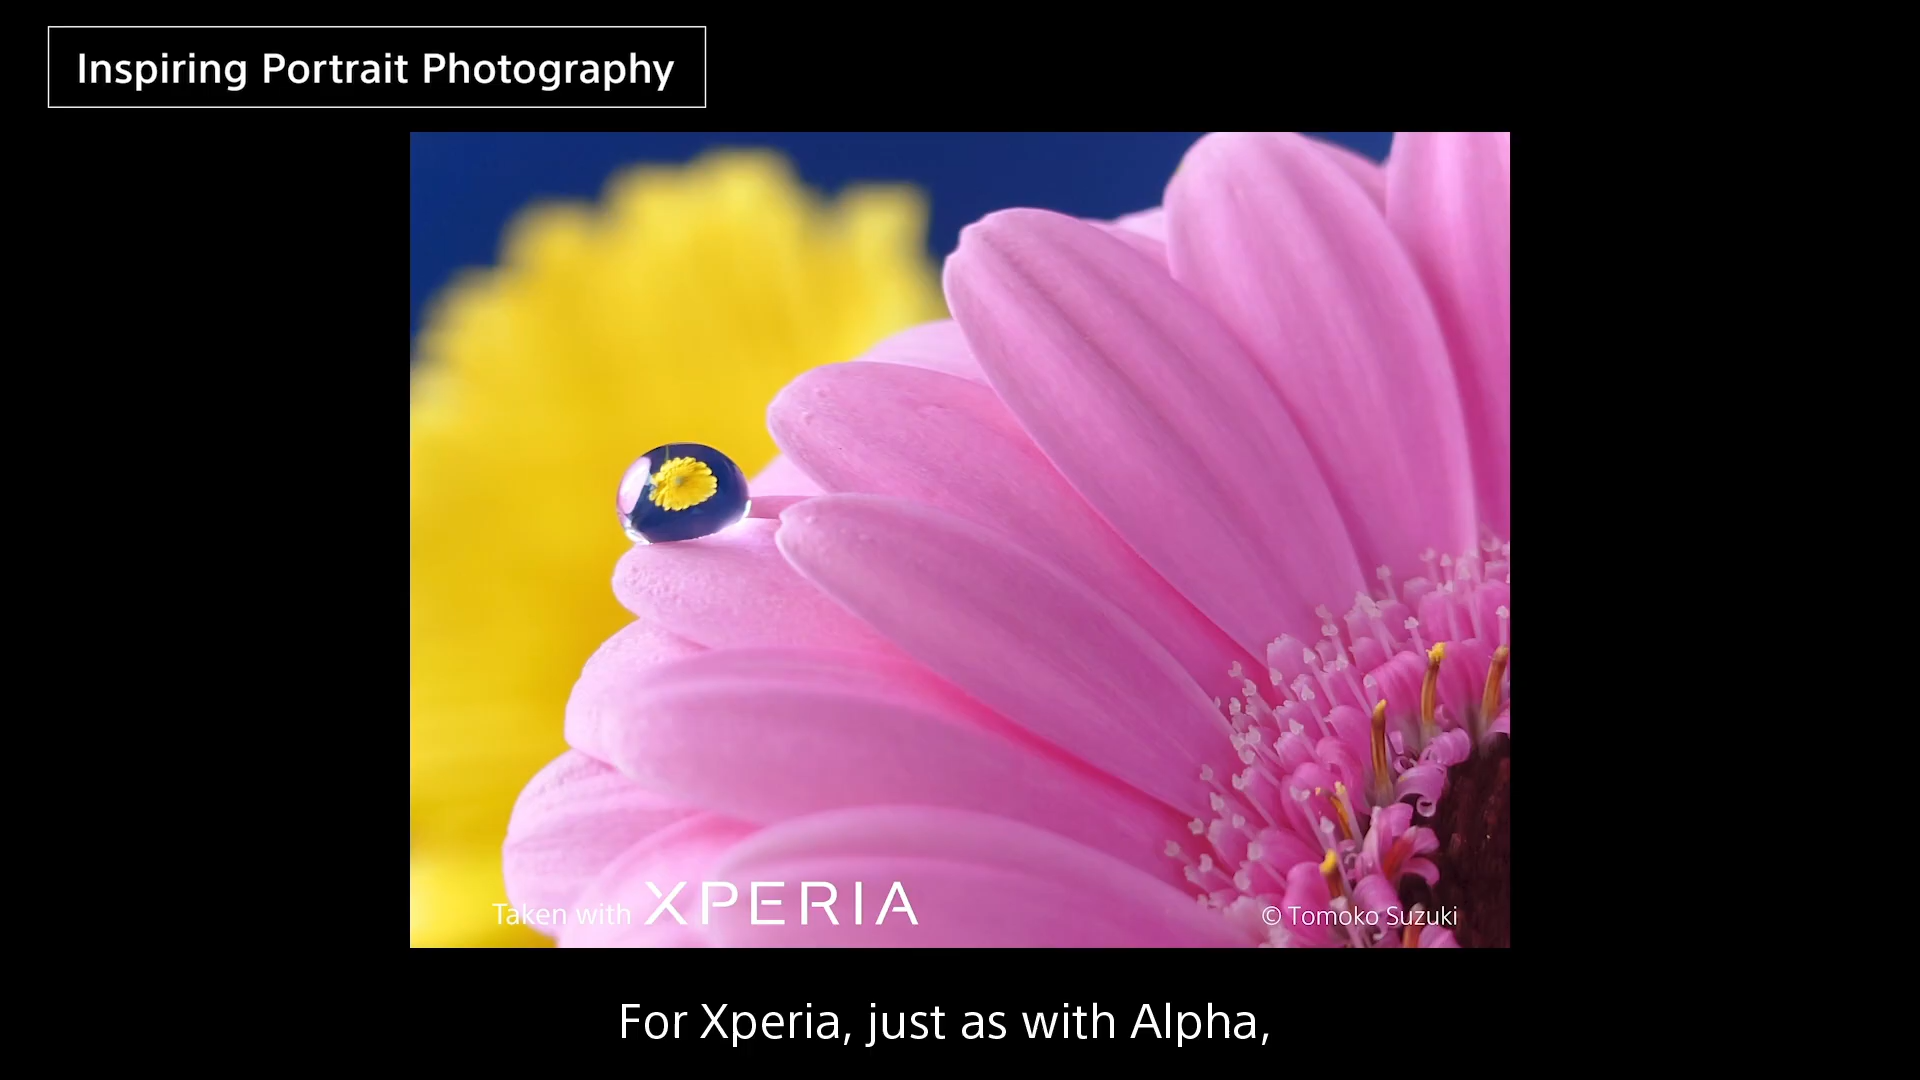 Inspiring Portrait Photography
Taken with XPERIA
© Tomoko Suzuki
For Xperia, just as with Alpha,